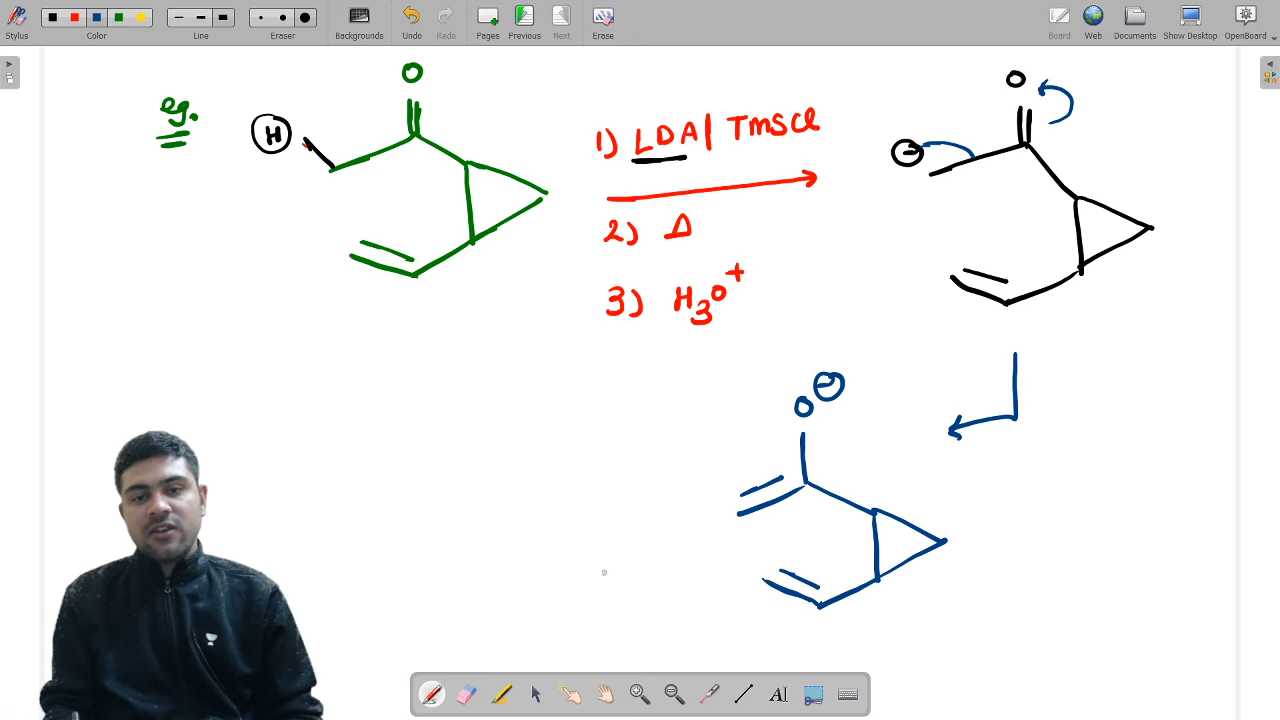 Stylus
Color
Line
Eraser
Backgrounds
Undo
Redo
Pages
Previous
Next
Erase
Board
Web
Documents
Show Desktop
OpenBoard
eg.
H
O
1) LDA| TmsCl
2) Δ
3) H3O+
⊖
O
O⊖
AI